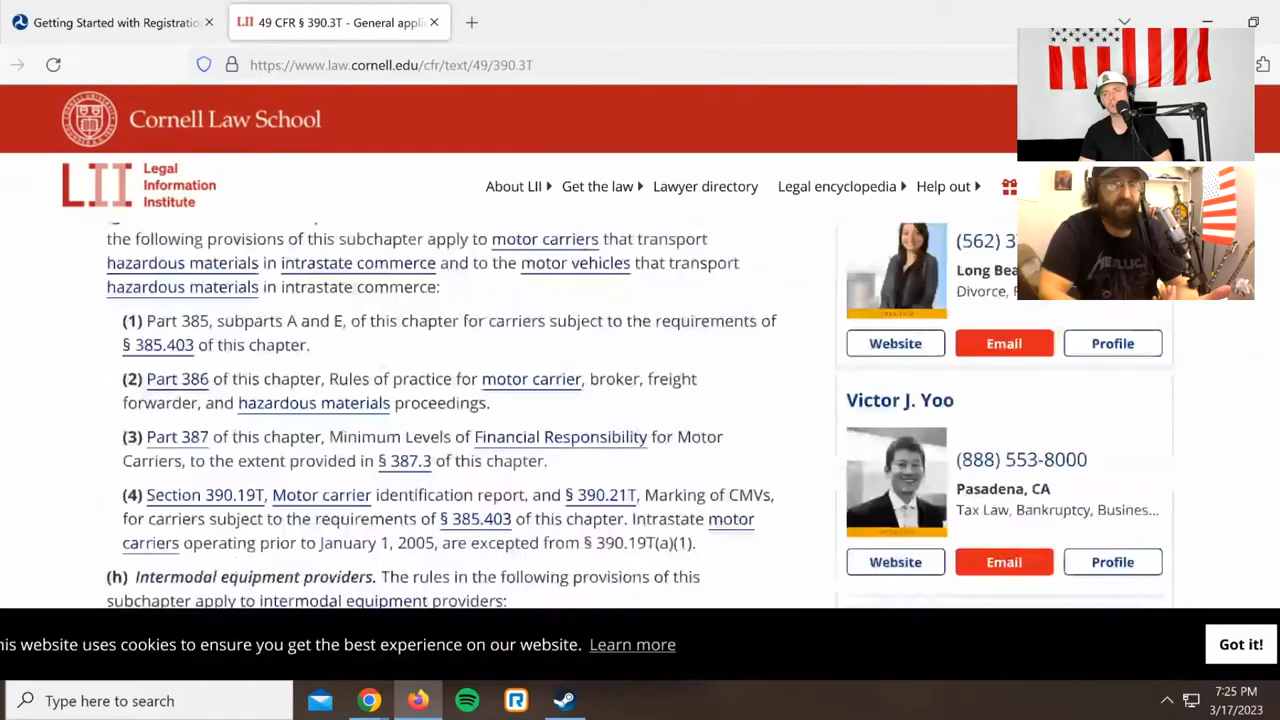 Getting Started with Registratio
LII 49 CFR § 390.3T - General appli
https://www.law.cornell.edu/cfr/text/49/390.3T
Cornell Law School
LII Legal
Information
Institute
About LII Get the law Lawyer directory Legal encyclopedia Help out
the following provisions of this subchapter apply to motor carriers that transport
hazardous materials in intrastate commerce and to the motor vehicles that transport
hazardous materials in intrastate commerce:
(1) Part 385, subparts A and E, of this chapter for carriers subject to the requirements of
§ 385.403 of this chapter.
(2) Part 386 of this chapter, Rules of practice for motor carrier, broker, freight
forwarder, and hazardous materials proceedings.
(3) Part 387 of this chapter, Minimum Levels of Financial Responsibility for Motor
Carriers, to the extent provided in § 387.3 of this chapter.
(4) Section 390.19T, Motor carrier identification report, and § 390.21T, Marking of CMVs,
for carriers subject to the requirements of § 385.403 of this chapter. Intrastate motor
carriers operating prior to January 1, 2005, are excepted from § 390.19T(a)(1).
(h) Intermodal equipment providers. The rules in the following provisions of this
subchapter apply to intermodal equipment providers:
(562) 3
Long Bea
Divorce,
Website Email Profile
Victor J. Yoo
(888) 553-8000
Pasadena, CA
Tax Law, Bankruptcy, Busines...
Website Email Profile
METALLICA
his website uses cookies to ensure you get the best experience on our website. Learn more
Got it!
Type here to search
7:25 PM
3/17/2023